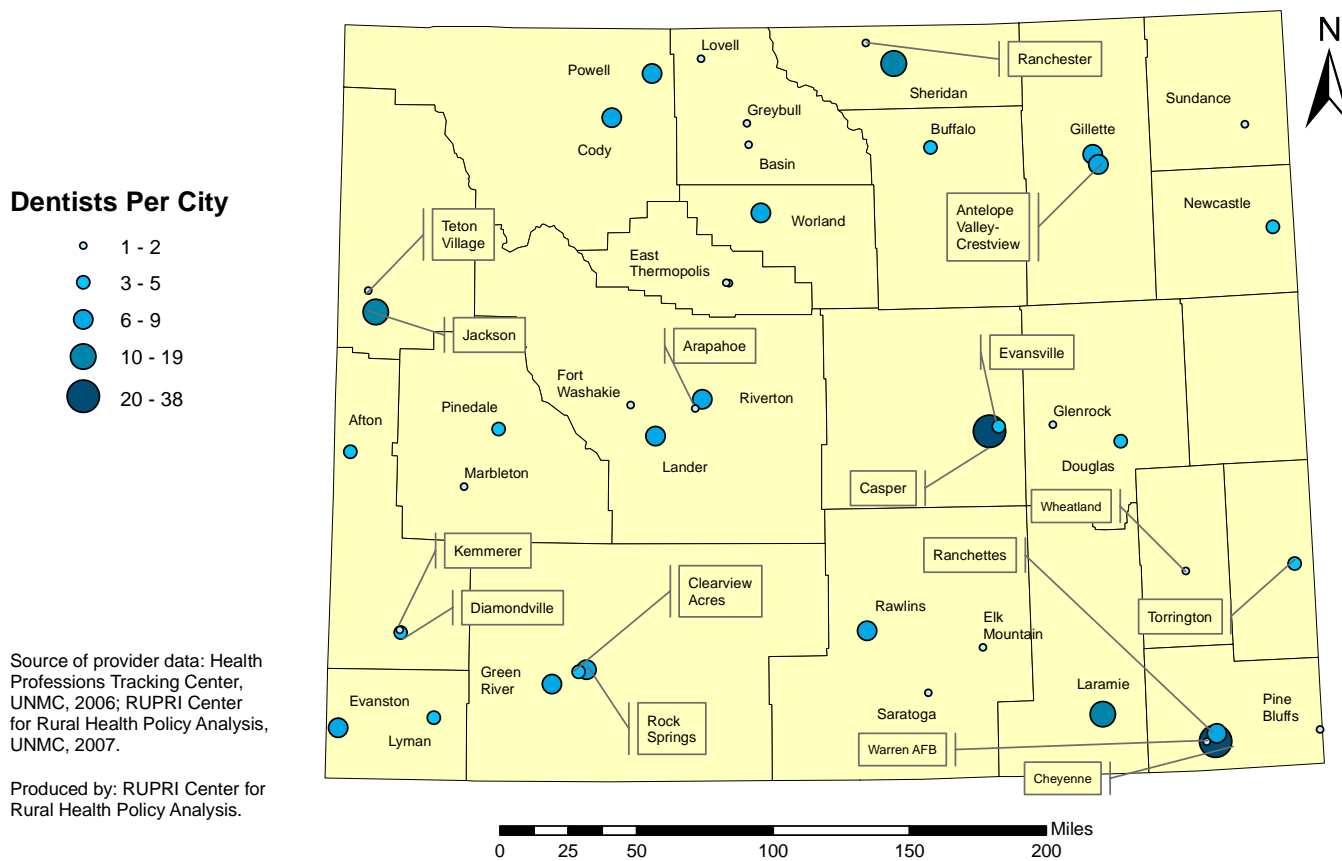 N
Lovell
Ranchester
Powell
Sheridan
Sundance
Greybull
Buffalo
Gillette
Cody
Basin
Dentists Per City
1 - 2
3 - 5
6 - 9
10 - 19
20 - 38
Teton
Village
Worland
Antelope
Valley-
Crestview
Newcastle
East
Thermopolis
Jackson
Arapahoe
Evansville
Fort
Washakie
Riverton
Afton
Pinedale
Glenrock
Lander
Douglas
Marbleton
Casper
Wheatland
Kemmerer
Clearview
Acres
Ranchettes
Diamondville
Rawlins
Elk
Mountain
Torrington
Source of provider data: Health
Professions Tracking Center,
UNMC, 2006; RUPRI Center
for Rural Health Policy Analysis,
UNMC, 2007.
Green
River
Evanston
Lyman
Rock
Springs
Saratoga
Laramie
Pine
Bluffs
Warren AFB
Cheyenne
Produced by: RUPRI Center for
Rural Health Policy Analysis.
Miles
0 25 50 100 150 200